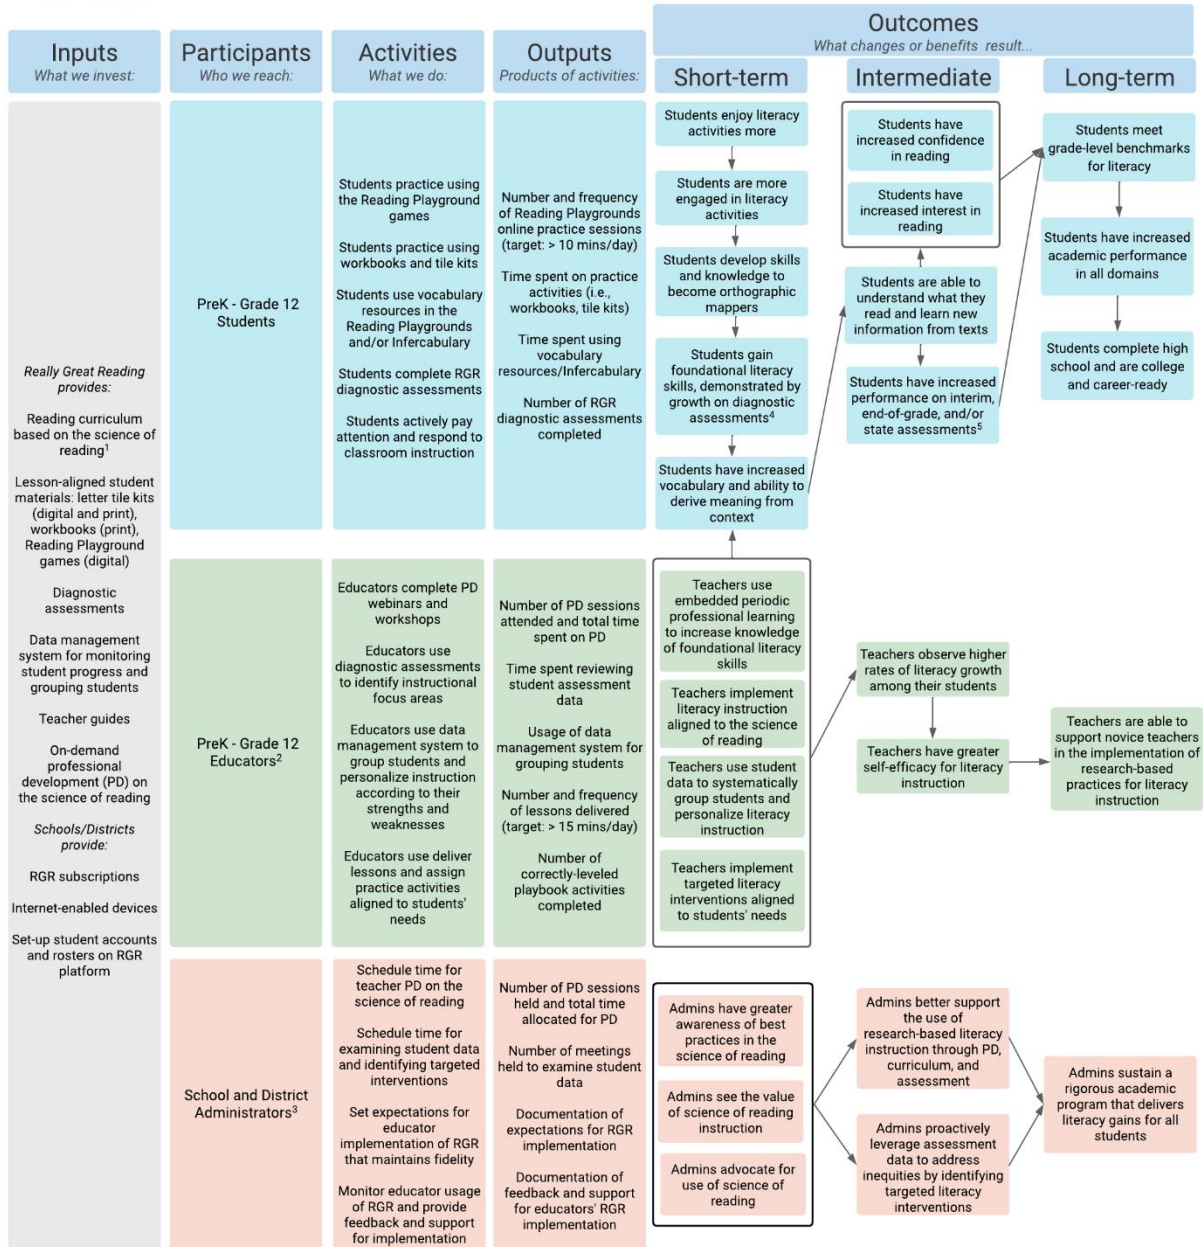 Outcomes
What changes or benefits result...
Inputs
What we invest:
Participants
Who we reach:
Activities
What we do:
Outputs
Products of activities:
Short-term
Intermediate
Long-term
Really Great Reading
provides:
Reading curriculum
based on the science of
reading¹
Lesson-aligned student
materials: letter tile kits
(digital and print),
workbooks (print),
Reading Playground
games (digital)
Diagnostic
assessments
Data management
system for monitoring
student progress and
grouping students
Teacher guides
On-demand
professional
development (PD) on
the science of reading
Schools/Districts
provide:
RGR subscriptions
Internet-enabled devices
Set-up student accounts
and rosters on RGR
platform
PreK - Grade 12
Students
Students practice using
the Reading Playground
games
Students practice using
workbooks and tile kits
Students use vocabulary
resources in the
Reading Playgrounds
and/or Infercabulary
Students complete RGR
diagnostic assessments
Students actively pay
attention and respond to
classroom instruction
Number and frequency
of Reading Playgrounds
online practice sessions
(target: > 10 mins/day)
Time spent on practice
activities (i.e.,
workbooks, tile kits)
Time spent using
vocabulary
resources/Infercabulary
Number of RGR
diagnostic assessments
completed
Students enjoy literacy
activities more
Students are more
engaged in literacy
activities
Students develop skills
and knowledge to
become orthographic
mappers
Students gain
foundational literacy
skills, demonstrated by
growth on diagnostic
assessments⁴
Students have increased
vocabulary and ability to
derive meaning from
context
Students have
increased confidence
in reading
Students have
increased interest in
reading
Students are able to
understand what they
read and learn new
information from texts
Students have increased
performance on interim,
end-of-grade, and/or
state assessments⁵
Students meet
grade-level benchmarks
for literacy
Students have increased
academic performance
in all domains
Students complete high
school and are college
and career-ready
PreK - Grade 12
Educators²
Educators complete PD
webinars and
workshops
Educators use
diagnostic assessments
to identify instructional
focus areas
Educators use data
management system to
group students and
personalize instruction
according to their
strengths and
weaknesses
Educators use deliver
lessons and assign
practice activities
aligned to students' needs
Number of PD sessions
attended and total time
spent on PD
Time spent reviewing
student assessment
data
Usage of data
management system for
grouping students
Number and frequency
of lessons delivered
(target: > 15 mins/day)
Number of
correctly-leveled
playbook activities
completed
Teachers use
embedded periodic
professional learning
to increase knowledge
of foundational literacy
skills
Teachers implement
literacy instruction
aligned to the science
of reading
Teachers use student
data to systematically
group students and
personalize literacy
instruction
Teachers implement
targeted literacy
interventions aligned
to students' needs
Teachers observe higher
rates of literacy growth
among their students
Teachers have greater
self-efficacy for literacy
instruction
Teachers are able to
support novice teachers
in the implementation of
research-based
practices for literacy
instruction
School and District
Administrators³
Schedule time for
teacher PD on the
science of reading
Schedule time for
examining student data
and identifying targeted
interventions
Set expectations for
educator
implementation of RGR
that maintains fidelity
Monitor educator usage
of RGR and provide
feedback and support
for implementation
Number of PD sessions
held and total time
allocated for PD
Number of meetings
held to examine student
data
Documentation of
expectations for RGR
implementation
Documentation of
feedback and support
for educators' RGR
implementation
Admins have greater
awareness of best
practices in the
science of reading
Admins see the value
of science of reading
instruction
Admins advocate for
use of science of
reading
Admins better support
the use of
research-based literacy
instruction through PD,
curriculum, and
assessment
Admins proactively
leverage assessment
data to address
inequities by identifying
targeted literacy
interventions
Admins sustain a
rigorous academic
program that delivers
literacy gains for all
students